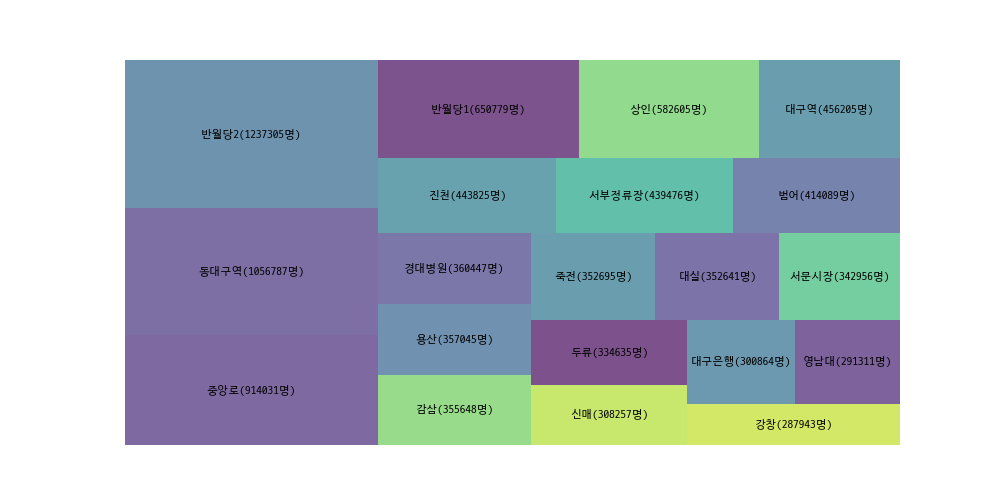 반월당2(1237305명)
반월당1(650779명)
상인(582605명)
대구역(456205명)
진천(443825명)
서부정류장(439476명)
범어(414089명)
동대구역(1056787명)
경대병원(360447명)
죽전(352695명)
대실(352641명)
서문시장(342956명)
용산(357045명)
두류(334635명)
대구은행(300864명)
영남대(291311명)
중앙로(914031명)
감삼(355648명)
신매(308257명)
강창(287943명)